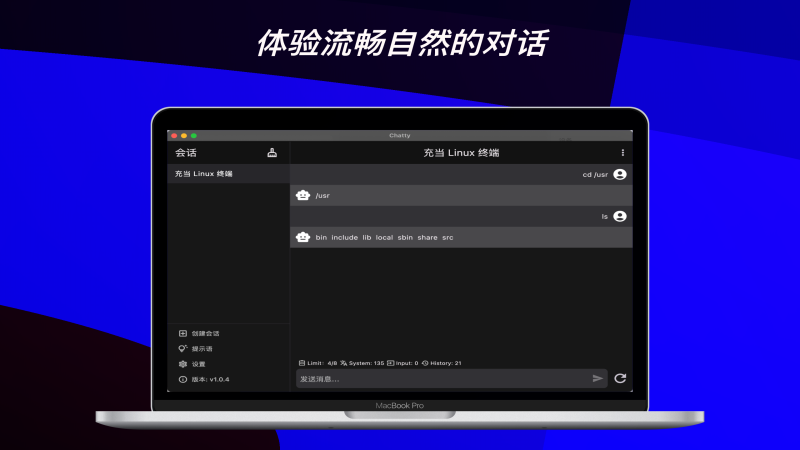 体验流畅自然的对话
Chatty
会话
充当 Linux 终端
充当 Linux 终端
cd /usr
/usr
ls
bin include lib local sbin share src
创建会话
提示语
设置
版本: v1.0.4
Limit: 4/8 System: 135 Input: 0 History: 21
发送消息...
MacBook Pro